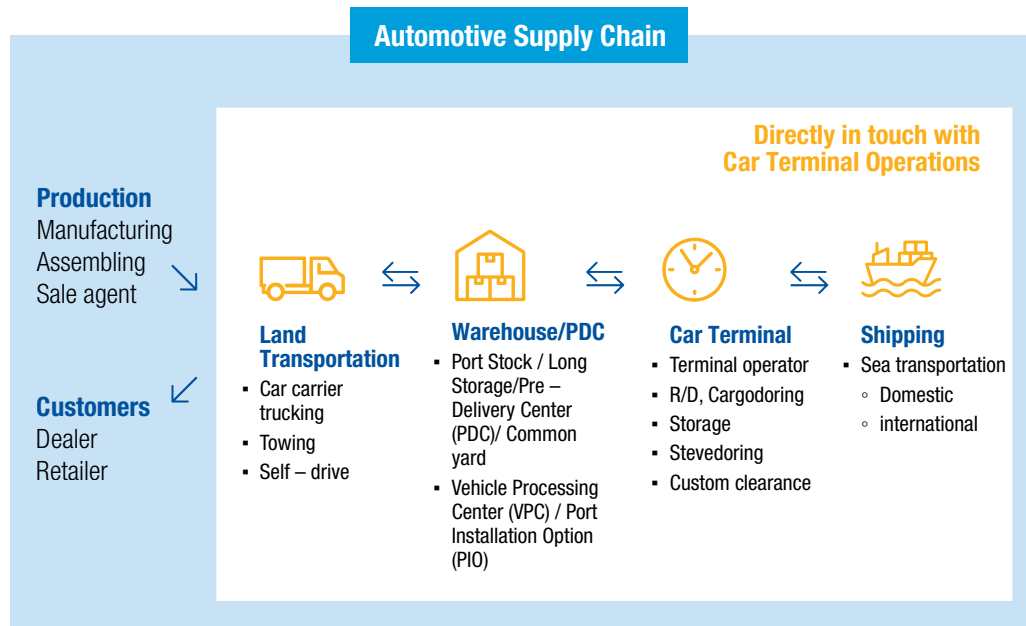 Automotive Supply Chain
Directly in touch with
Car Terminal Operations
Production
Manufacturing
Assembling
Sale agent
Customers
Dealer
Retailer
Land
Transportation
▪ Car carrier
trucking
▪ Towing
▪ Self – drive
Warehouse/PDC
▪ Port Stock / Long
Storage/Pre –
Delivery Center
(PDC)/ Common
yard
▪ Vehicle Processing
Center (VPC) / Port
Installation Option
(PIO)
Car Terminal
▪ Terminal operator
▪ R/D, Cargodoring
▪ Storage
▪ Stevedoring
▪ Custom clearance
Shipping
▪ Sea transportation
◦ Domestic
◦ international